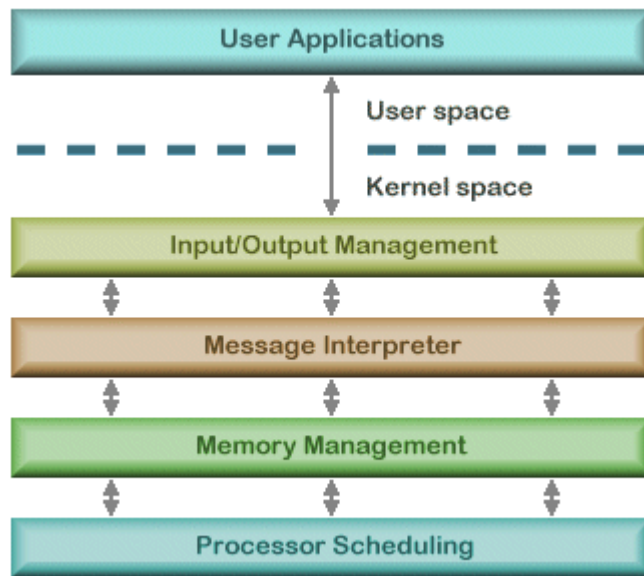 User Applications
User space
Kernel space
Input/Output Management
Message Interpreter
Memory Management
Processor Scheduling